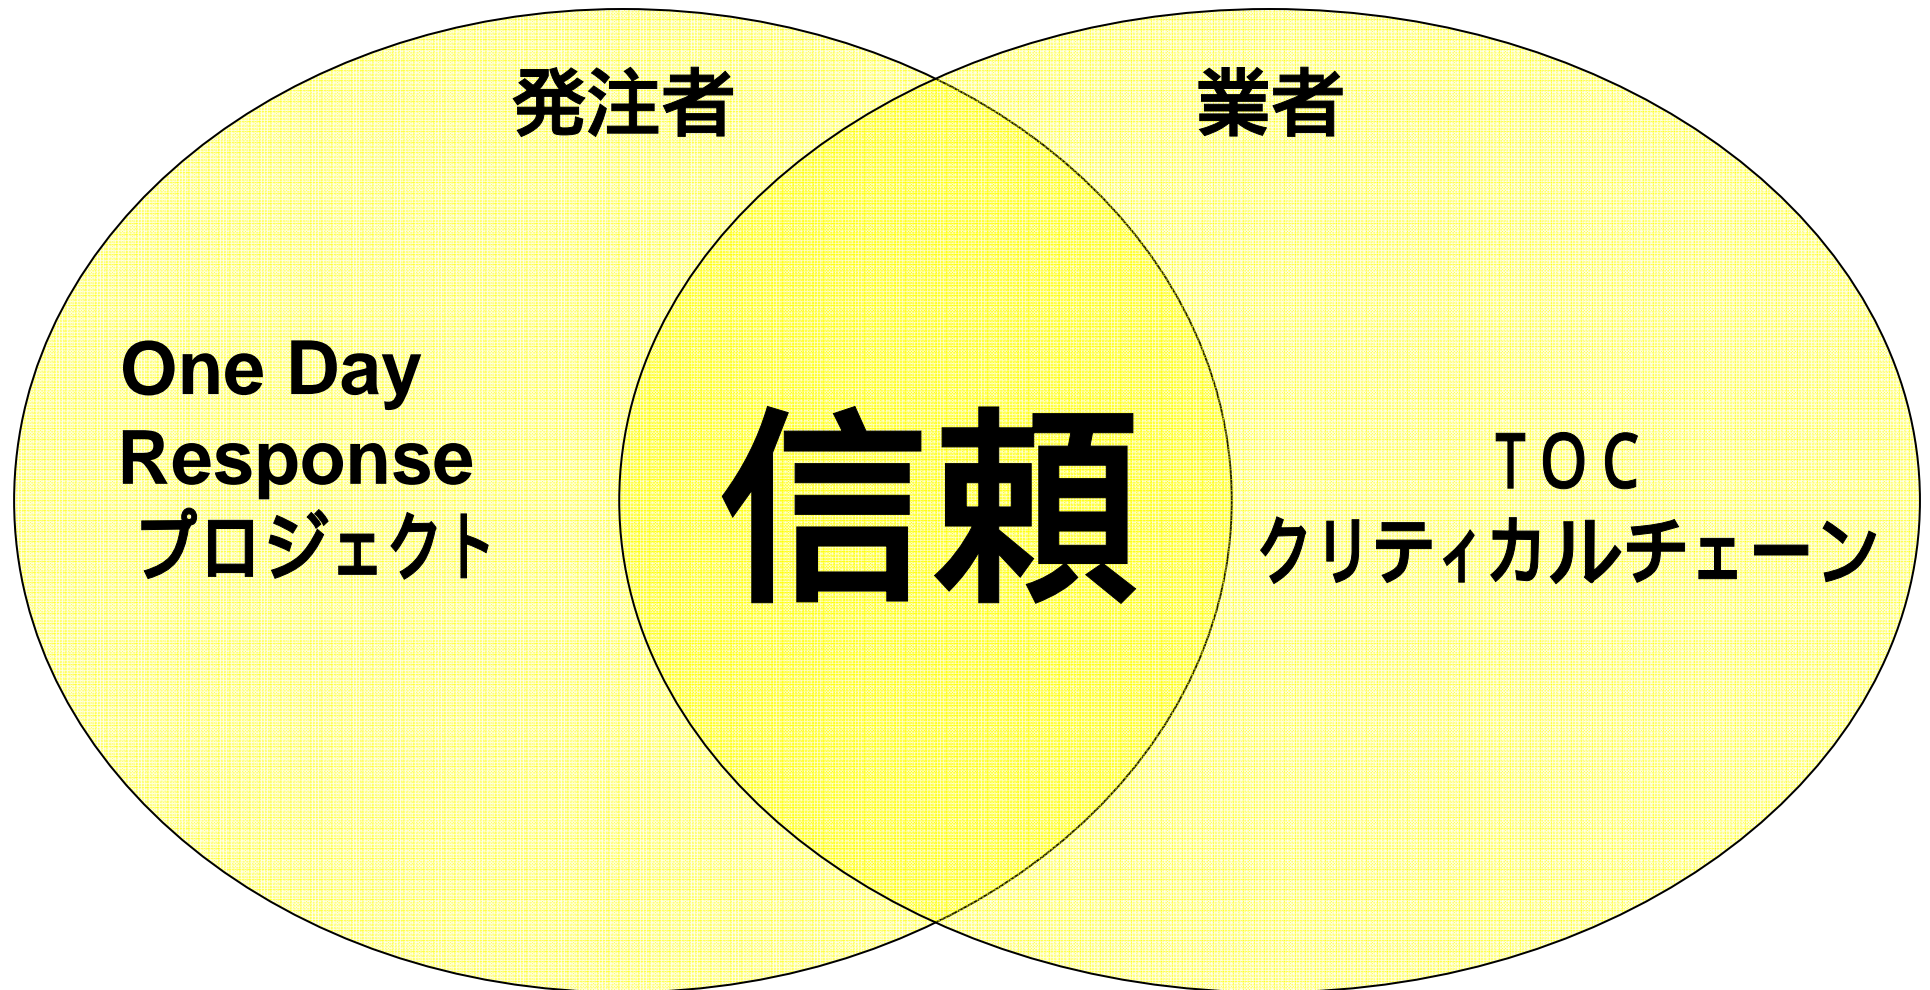 発注者
業者
One Day
Response
プロジェクト
信頼
ＴＯＣ
クリティカルチェーン